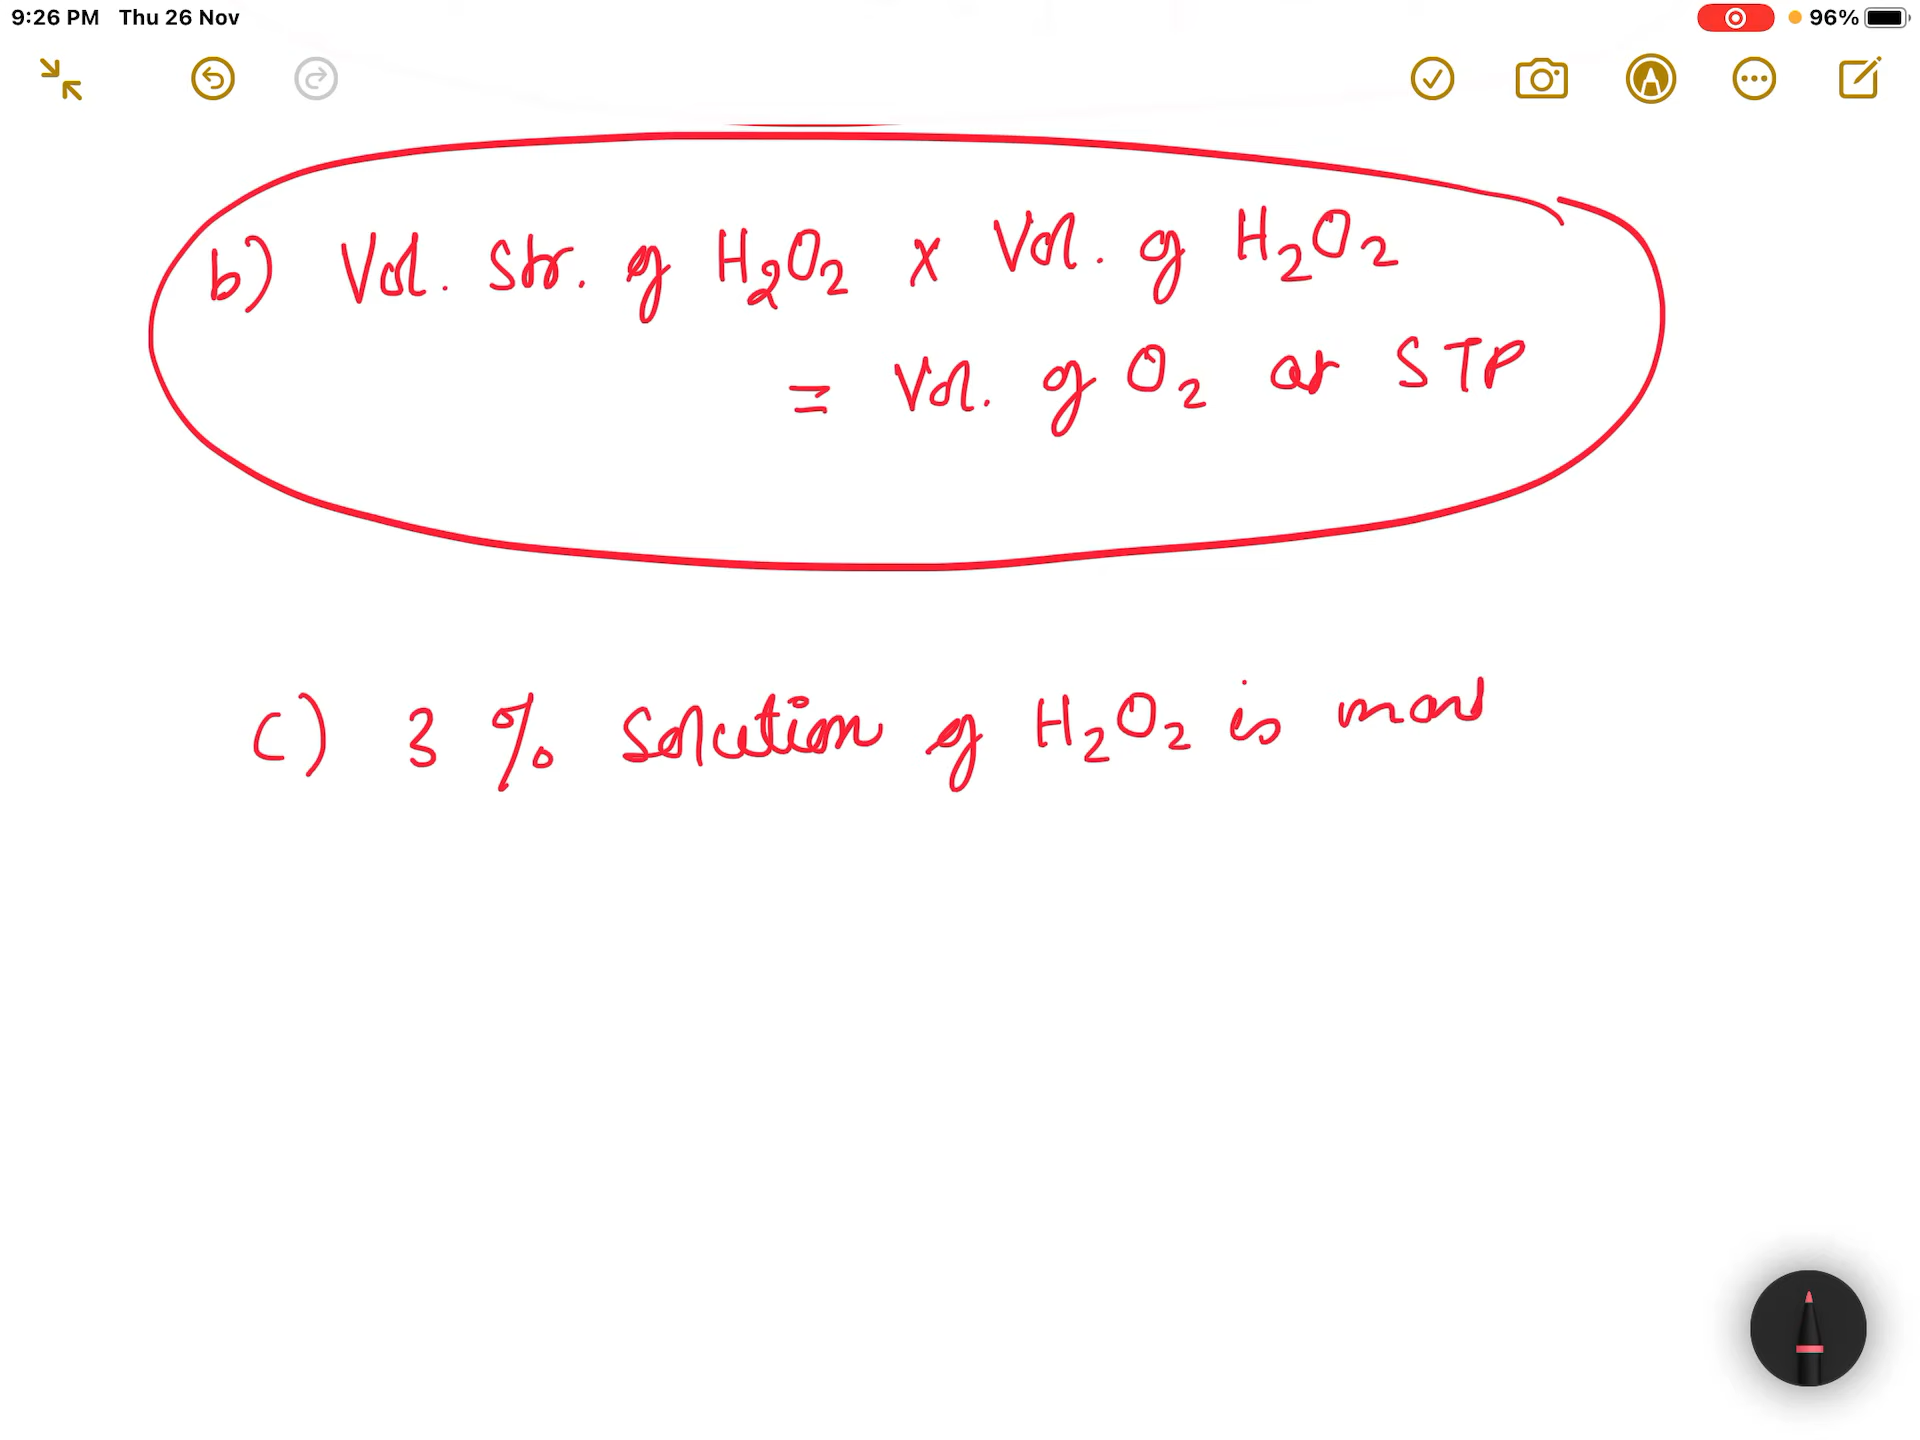 9:26 PM Thu 26 Nov 96%
b) Vol. Str. of H2O2 x Vol. of H2O2
= Vol. of O2 at STP
c) 3 % Solution of H2O2 is